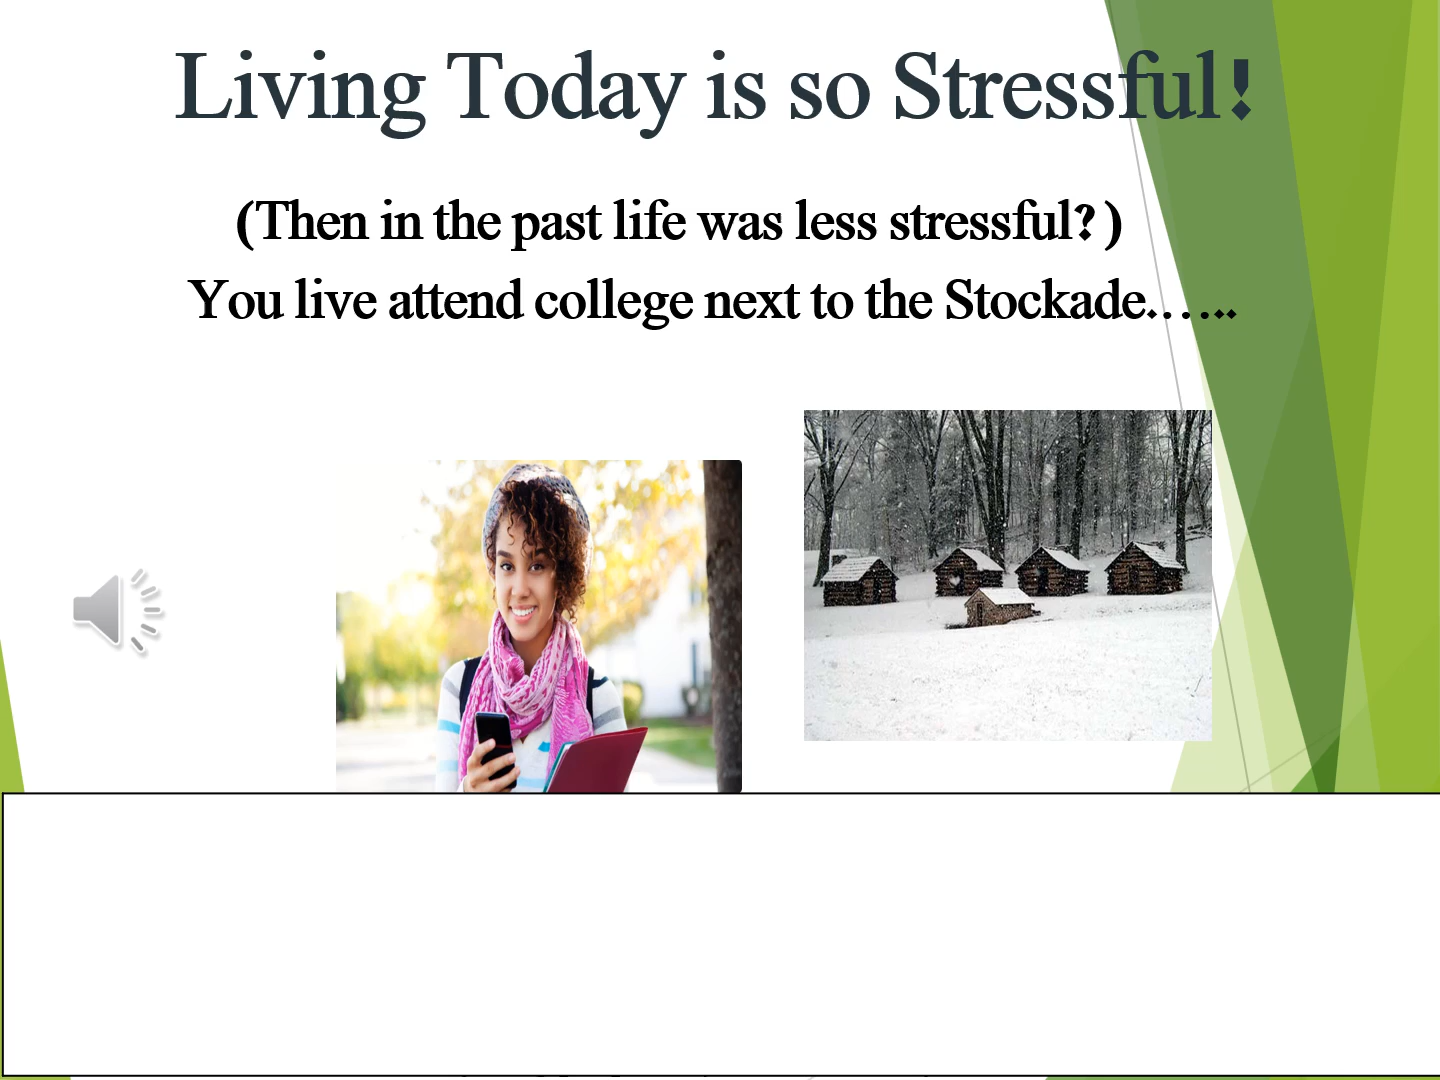 Living Today is so Stressful!
(Then in the past life was less stressful?)
You live attend college next to the Stockade……